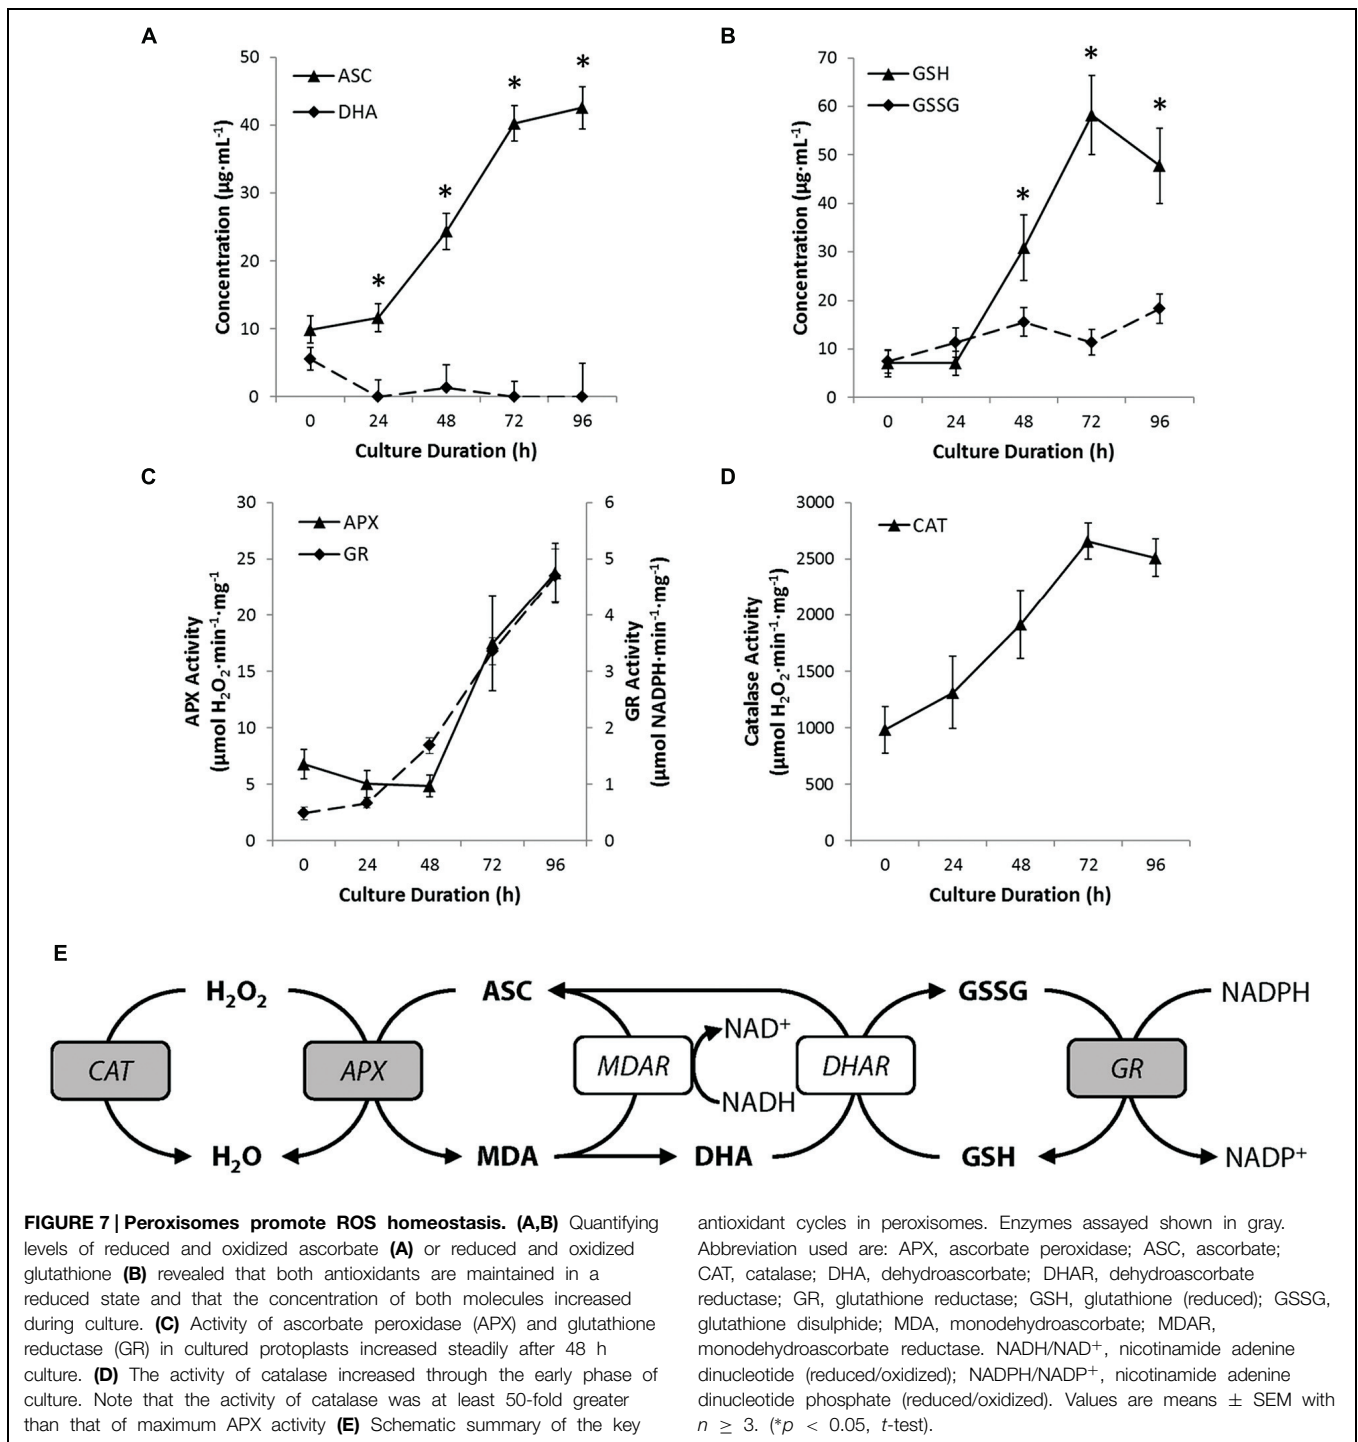 A
50
40
30
20
10
0
Concentration (µg·mL⁻¹)
ASC
DHA
*
*
*
*
0 24 48 72 96
Culture Duration (h)
B
70
60
50
40
30
20
10
0
Concentration (µg·mL⁻¹)
GSH
GSSG
*
*
*
0 24 48 72 96
Culture Duration (h)
C
30
25
20
15
10
5
0
APX Activity
(µmol H₂O₂·min⁻¹·mg⁻¹)
APX
GR
6
5
4
3
2
1
0
GR Activity
(µmol NADPH·min⁻¹·mg⁻¹)
0 24 48 72 96
Culture Duration (h)
D
3000
2500
2000
1500
1000
500
0
Catalase Activity
(µmol H₂O₂·min⁻¹·mg⁻¹)
CAT
0 24 48 72 96
Culture Duration (h)
E
H₂O₂ ASC GSSG NADPH
NAD⁺
CAT APX MDAR DHAR GR
NADH
H₂O MDA DHA GSH NADP⁺
FIGURE 7 | Peroxisomes promote ROS homeostasis. (A,B) Quantifying
levels of reduced and oxidized ascorbate (A) or reduced and oxidized
glutathione (B) revealed that both antioxidants are maintained in a
reduced state and that the concentration of both molecules increased
during culture. (C) Activity of ascorbate peroxidase (APX) and glutathione
reductase (GR) in cultured protoplasts increased steadily after 48 h
culture. (D) The activity of catalase increased through the early phase of
culture. Note that the activity of catalase was at least 50-fold greater
than that of maximum APX activity (E) Schematic summary of the key
antioxidant cycles in peroxisomes. Enzymes assayed shown in gray.
Abbreviation used are: APX, ascorbate peroxidase; ASC, ascorbate;
CAT, catalase; DHA, dehydroascorbate; DHAR, dehydroascorbate
reductase; GR, glutathione reductase; GSH, glutathione (reduced); GSSG,
glutathione disulphide; MDA, monodehydroascorbate; MDAR,
monodehydroascorbate reductase. NADH/NAD⁺, nicotinamide adenine
dinucleotide (reduced/oxidized); NADPH/NADP⁺, nicotinamide adenine
dinucleotide phosphate (reduced/oxidized). Values are means ± SEM with
n ≥ 3. (*p < 0.05, t-test).